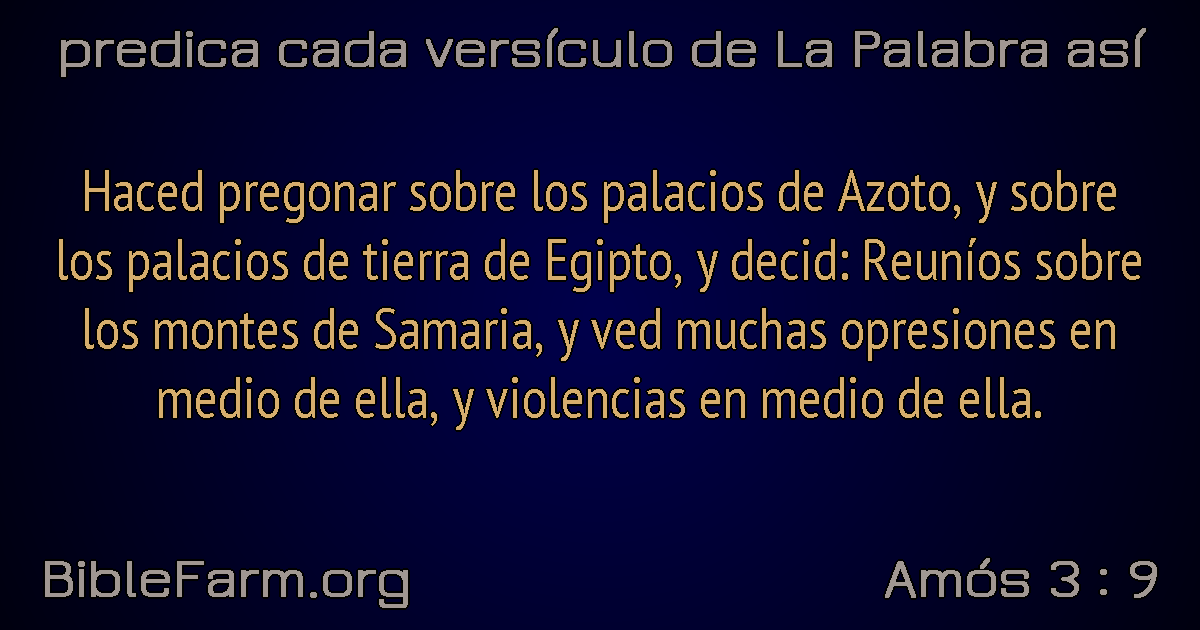 predica cada versículo de La Palabra así
Haced pregonar sobre los palacios de Azoto, y sobre
los palacios de tierra de Egipto, y decid: Reuníos sobre
los montes de Samaria, y ved muchas opresiones en
medio de ella, y violencias en medio de ella.
BibleFarm.org
Amós 3 : 9